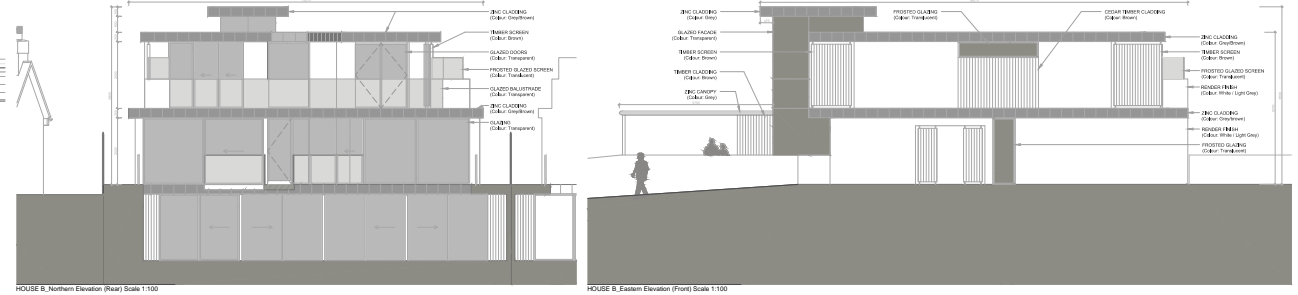 ZINC CLADDING
(Colour: Grey/Brown)
TIMBER SCREEN
(Colour: Brown)
GLAZED DOORS
(Colour: Transparent)
FROSTED GLAZED SCREEN
(Colour: Translucent)
GLAZED BALUSTRADE
(Colour: Transparent)
ZINC CLADDING
(Colour: Grey/Brown)
GLAZING
(Colour: Transparent)
HOUSE B_Northern Elevation (Rear) Scale 1:100
ZINC CLADDING
(Colour: Grey)
GLAZED FACADE
(Colour: Transparent)
TIMBER SCREEN
(Colour: Brown)
TIMBER CLADDING
(Colour: Brown)
ZINC CANOPY
(Colour: Grey)
FROSTED GLAZING
(Colour: Translucent)
CEDAR TIMBER CLADDING
(Colour: Brown)
ZINC CLADDING
(Colour: Grey/Brown)
TIMBER SCREEN
(Colour: Brown)
FROSTED GLAZED SCREEN
(Colour: Translucent)
RENDER FINISH
(Colour: White / Light Grey)
ZINC CLADDING
(Colour: Grey/brown)
RENDER FINISH
(Colour: White / Light Grey)
FROSTED GLAZING
(Colour: Translucent)
HOUSE B_Eastern Elevation (Front) Scale 1:100